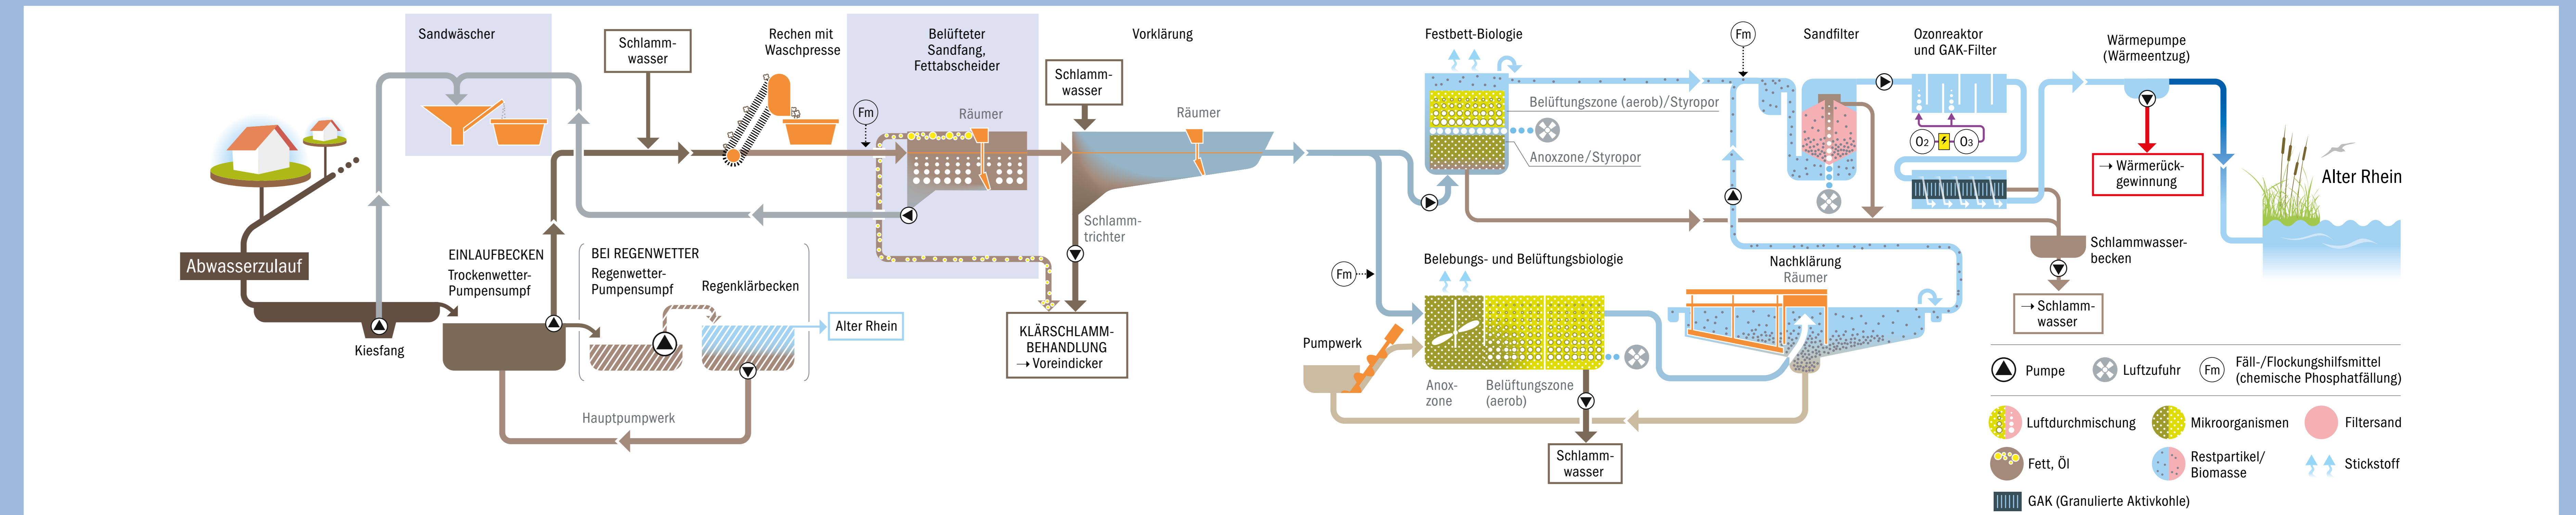 Sandwäscher
Schlamm-
wasser
Rechen mit
Waschpresse
Belüfteter
Sandfang,
Fettabscheider
Fm
Räumer
Schlamm-
wasser
Vorklärung
Räumer
Schlamm-
trichter
Abwasserzulauf
Kiesfang
EINLAUFBECKEN
Trockenwetter-
Pumpensumpf
BEI REGENWETTER
Regenwetter-
Pumpensumpf
Regenklärbecken
Alter Rhein
Hauptpumpwerk
KLÄRSCHLAMM-
BEHANDLUNG
→ Voreindicker
Festbett-Biologie
Belüftungszone (aerob)/Styropor
Anoxzone/Styropor
Fm
Belebungs- und Belüftungsbiologie
Pumpwerk
Anox-
zone
Belüftungszone
(aerob)
Schlamm-
wasser
Nachklärung
Räumer
Fm
Sandfilter
Ozonreaktor
und GAK-Filter
O2
O3
Wärmepumpe
(Wärmeentzug)
→ Wärmerück-
gewinnung
Alter Rhein
Schlammwasser-
becken
→ Schlamm-
wasser
Pumpe
Luftzufuhr
Fm
Fäll-/Flockungshilfsmittel
(chemische Phosphatfällung)
Luftdurchmischung
Mikroorganismen
Filtersand
Fett, Öl
Restpartikel/
Biomasse
Stickstoff
GAK (Granulierte Aktivkohle)